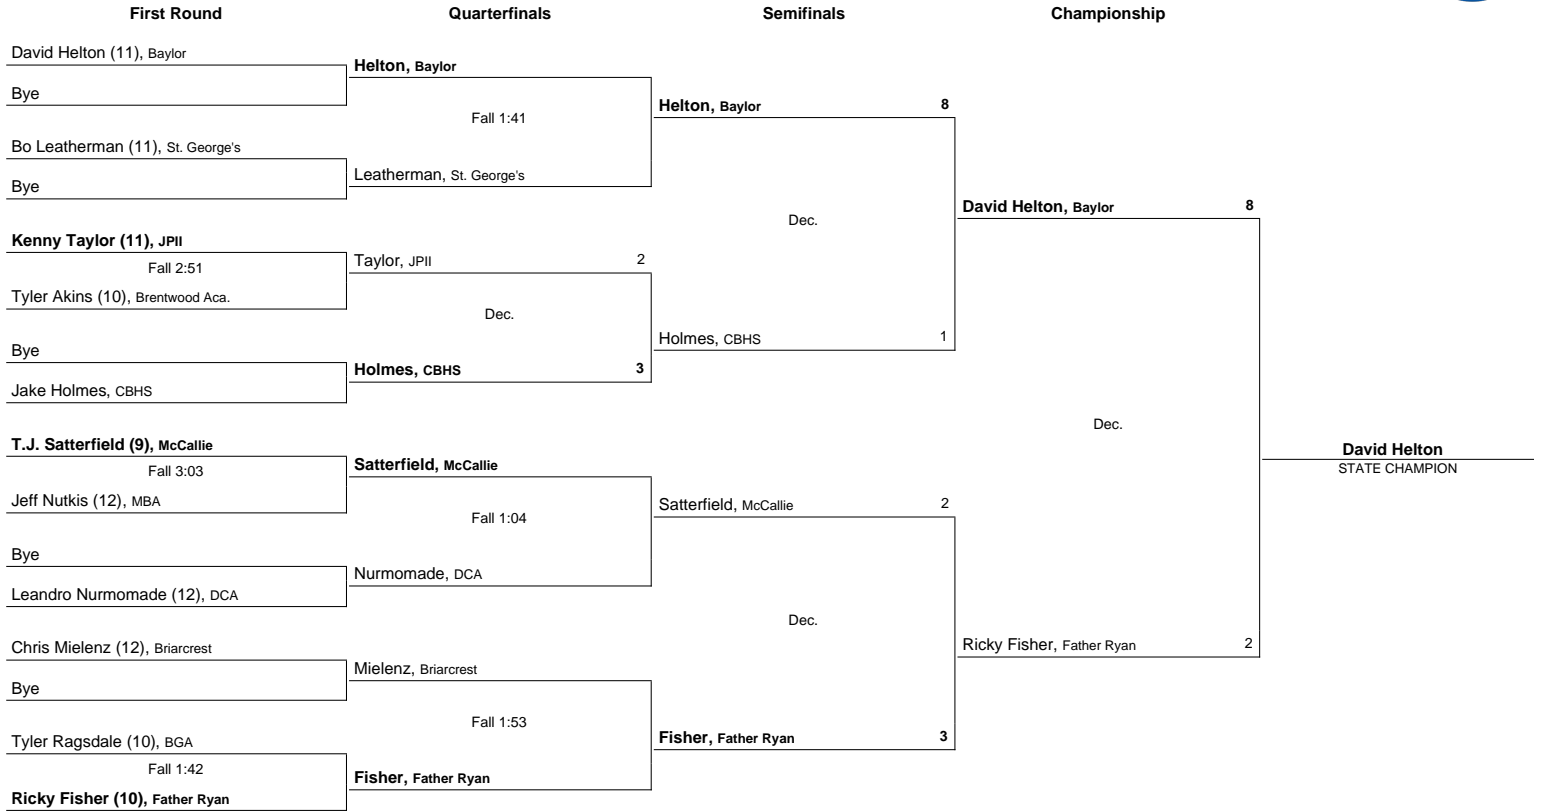 First Round Quarterfinals Semifinals Championship
David Helton (11), Baylor
Bye
Bo Leatherman (11), St. George's
Bye
Kenny Taylor (11), JPII
Fall 2:51
Tyler Akins (10), Brentwood Aca.
Bye
Jake Holmes, CBHS
T.J. Satterfield (9), McCallie
Fall 3:03
Jeff Nutkis (12), MBA
Bye
Leandro Nurmomade (12), DCA
Chris Mielenz (12), Briarcrest
Bye
Tyler Ragsdale (10), BGA
Fall 1:42
Ricky Fisher (10), Father Ryan
Helton, Baylor
Fall 1:41
Leatherman, St. George's
Taylor, JPII 2
Dec.
Holmes, CBHS 3
Satterfield, McCallie
Fall 1:04
Nurmomade, DCA
Mielenz, Briarcrest
Fall 1:53
Fisher, Father Ryan
Helton, Baylor 8
Dec.
Holmes, CBHS 1
Satterfield, McCallie 2
Dec.
Fisher, Father Ryan 3
David Helton, Baylor 8
Dec.
Ricky Fisher, Father Ryan 2
David Helton
STATE CHAMPION